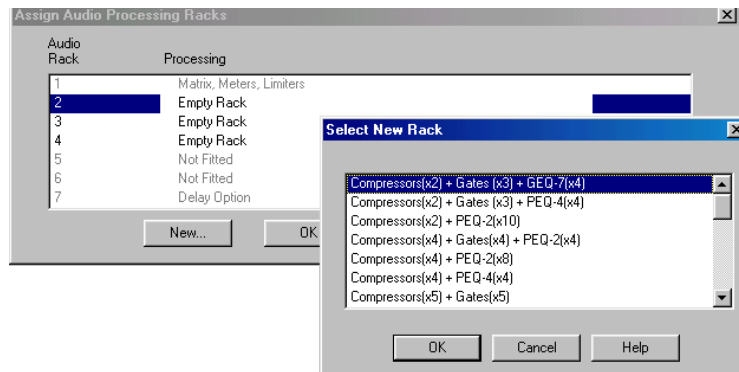 Assign Audio Processing Racks
Audio
Rack Processing
1 Matrix, Meters, Limiters
2 Empty Rack
3 Empty Rack
4 Empty Rack
5 Not Fitted
6 Not Fitted
7 Delay Option
New... OK
Select New Rack
Compressors(x2) + Gates (x3) + GEQ-7(x4)
Compressors(x2) + Gates (x3) + PEQ-4(x4)
Compressors(x2) + PEQ-2(x10)
Compressors(x4) + Gates(x4) + PEQ-2(x4)
Compressors(x4) + PEQ-2(x8)
Compressors(x4) + PEQ-4(x4)
Compressors(x5) + Gates(x5)
OK Cancel Help